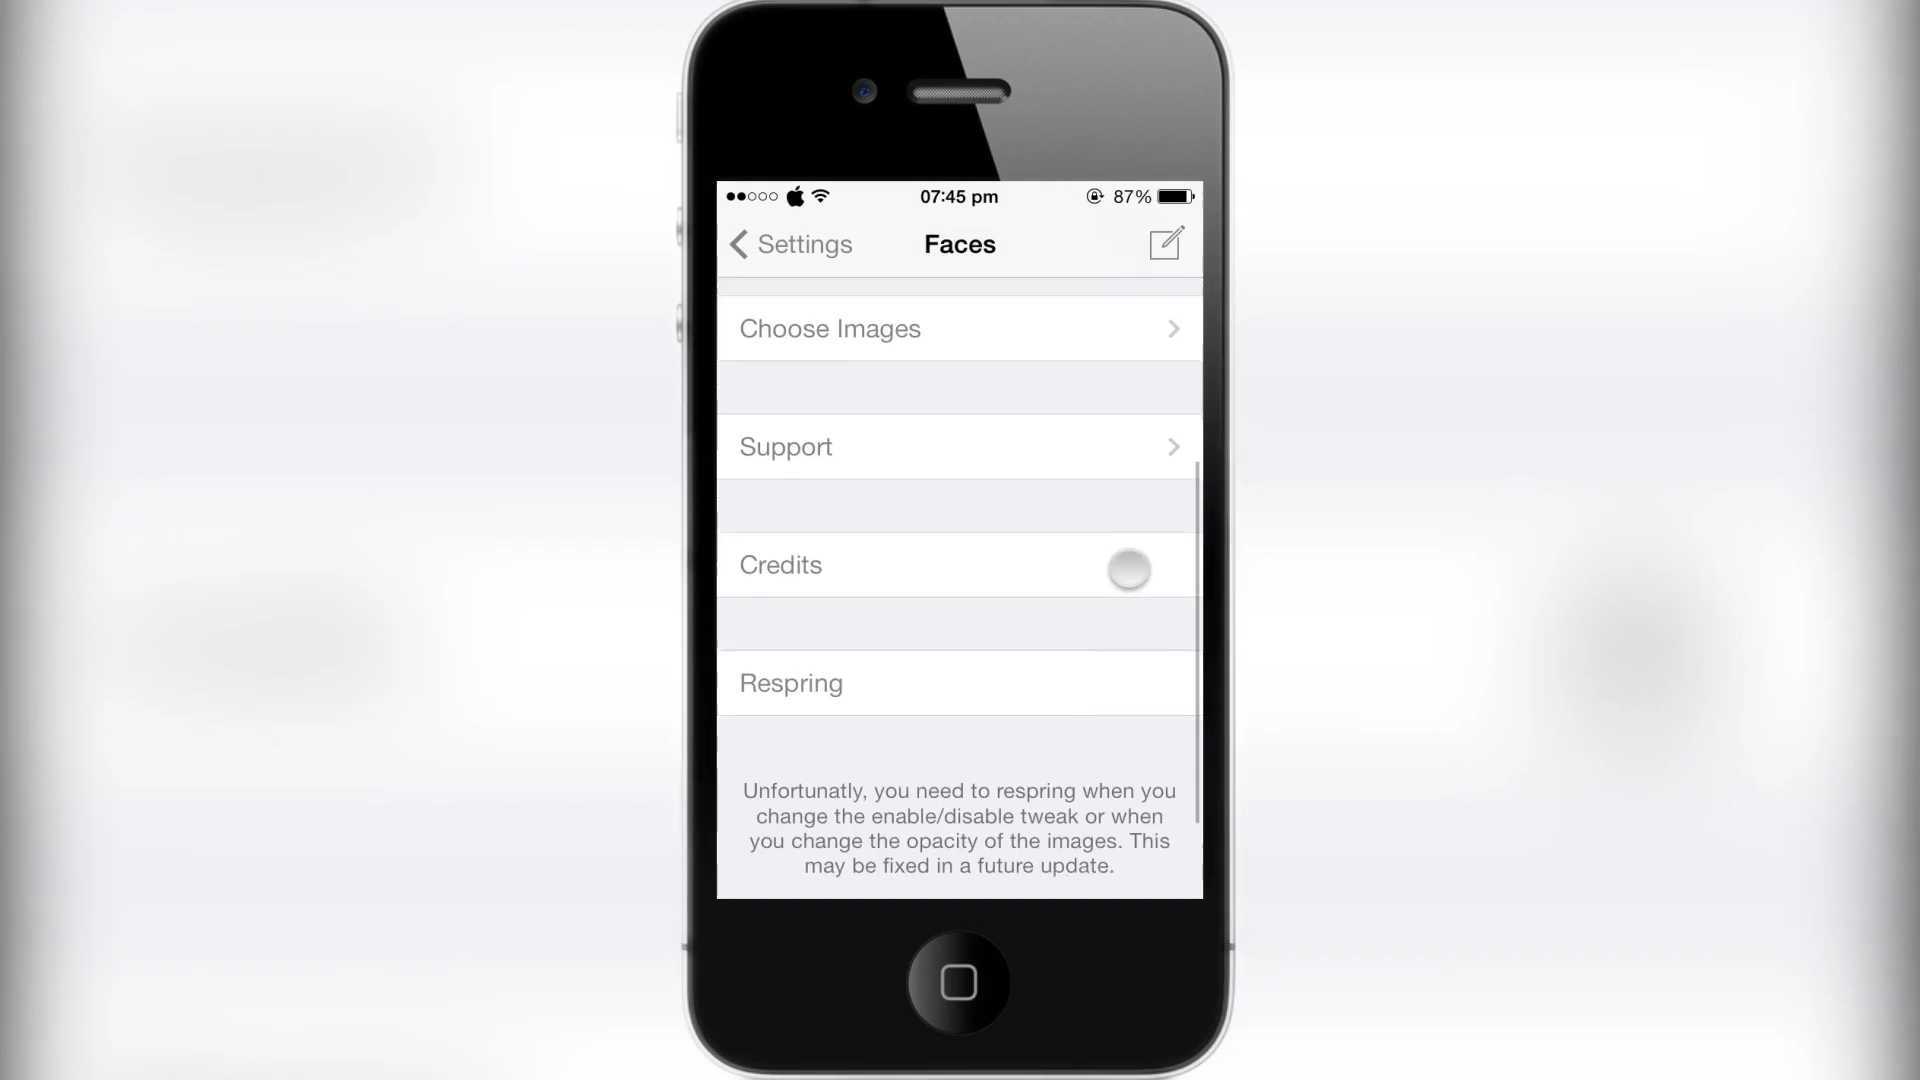 07:45 pm
87%
Settings
Faces
Choose Images
Support
Credits
Respring
Unfortunatly, you need to respring when you
change the enable/disable tweak or when
you change the opacity of the images. This
may be fixed in a future update.